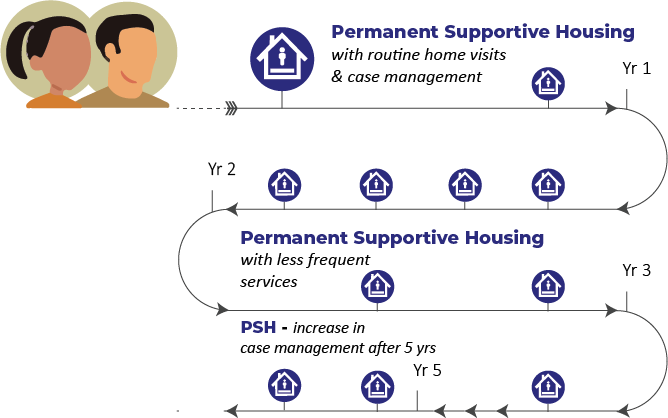 Permanent Supportive Housing
with routine home visits
& case management
Yr 1
Yr 2
Permanent Supportive Housing
with less frequent
services
Yr 3
PSH - increase in
case management after 5 yrs
Yr 5